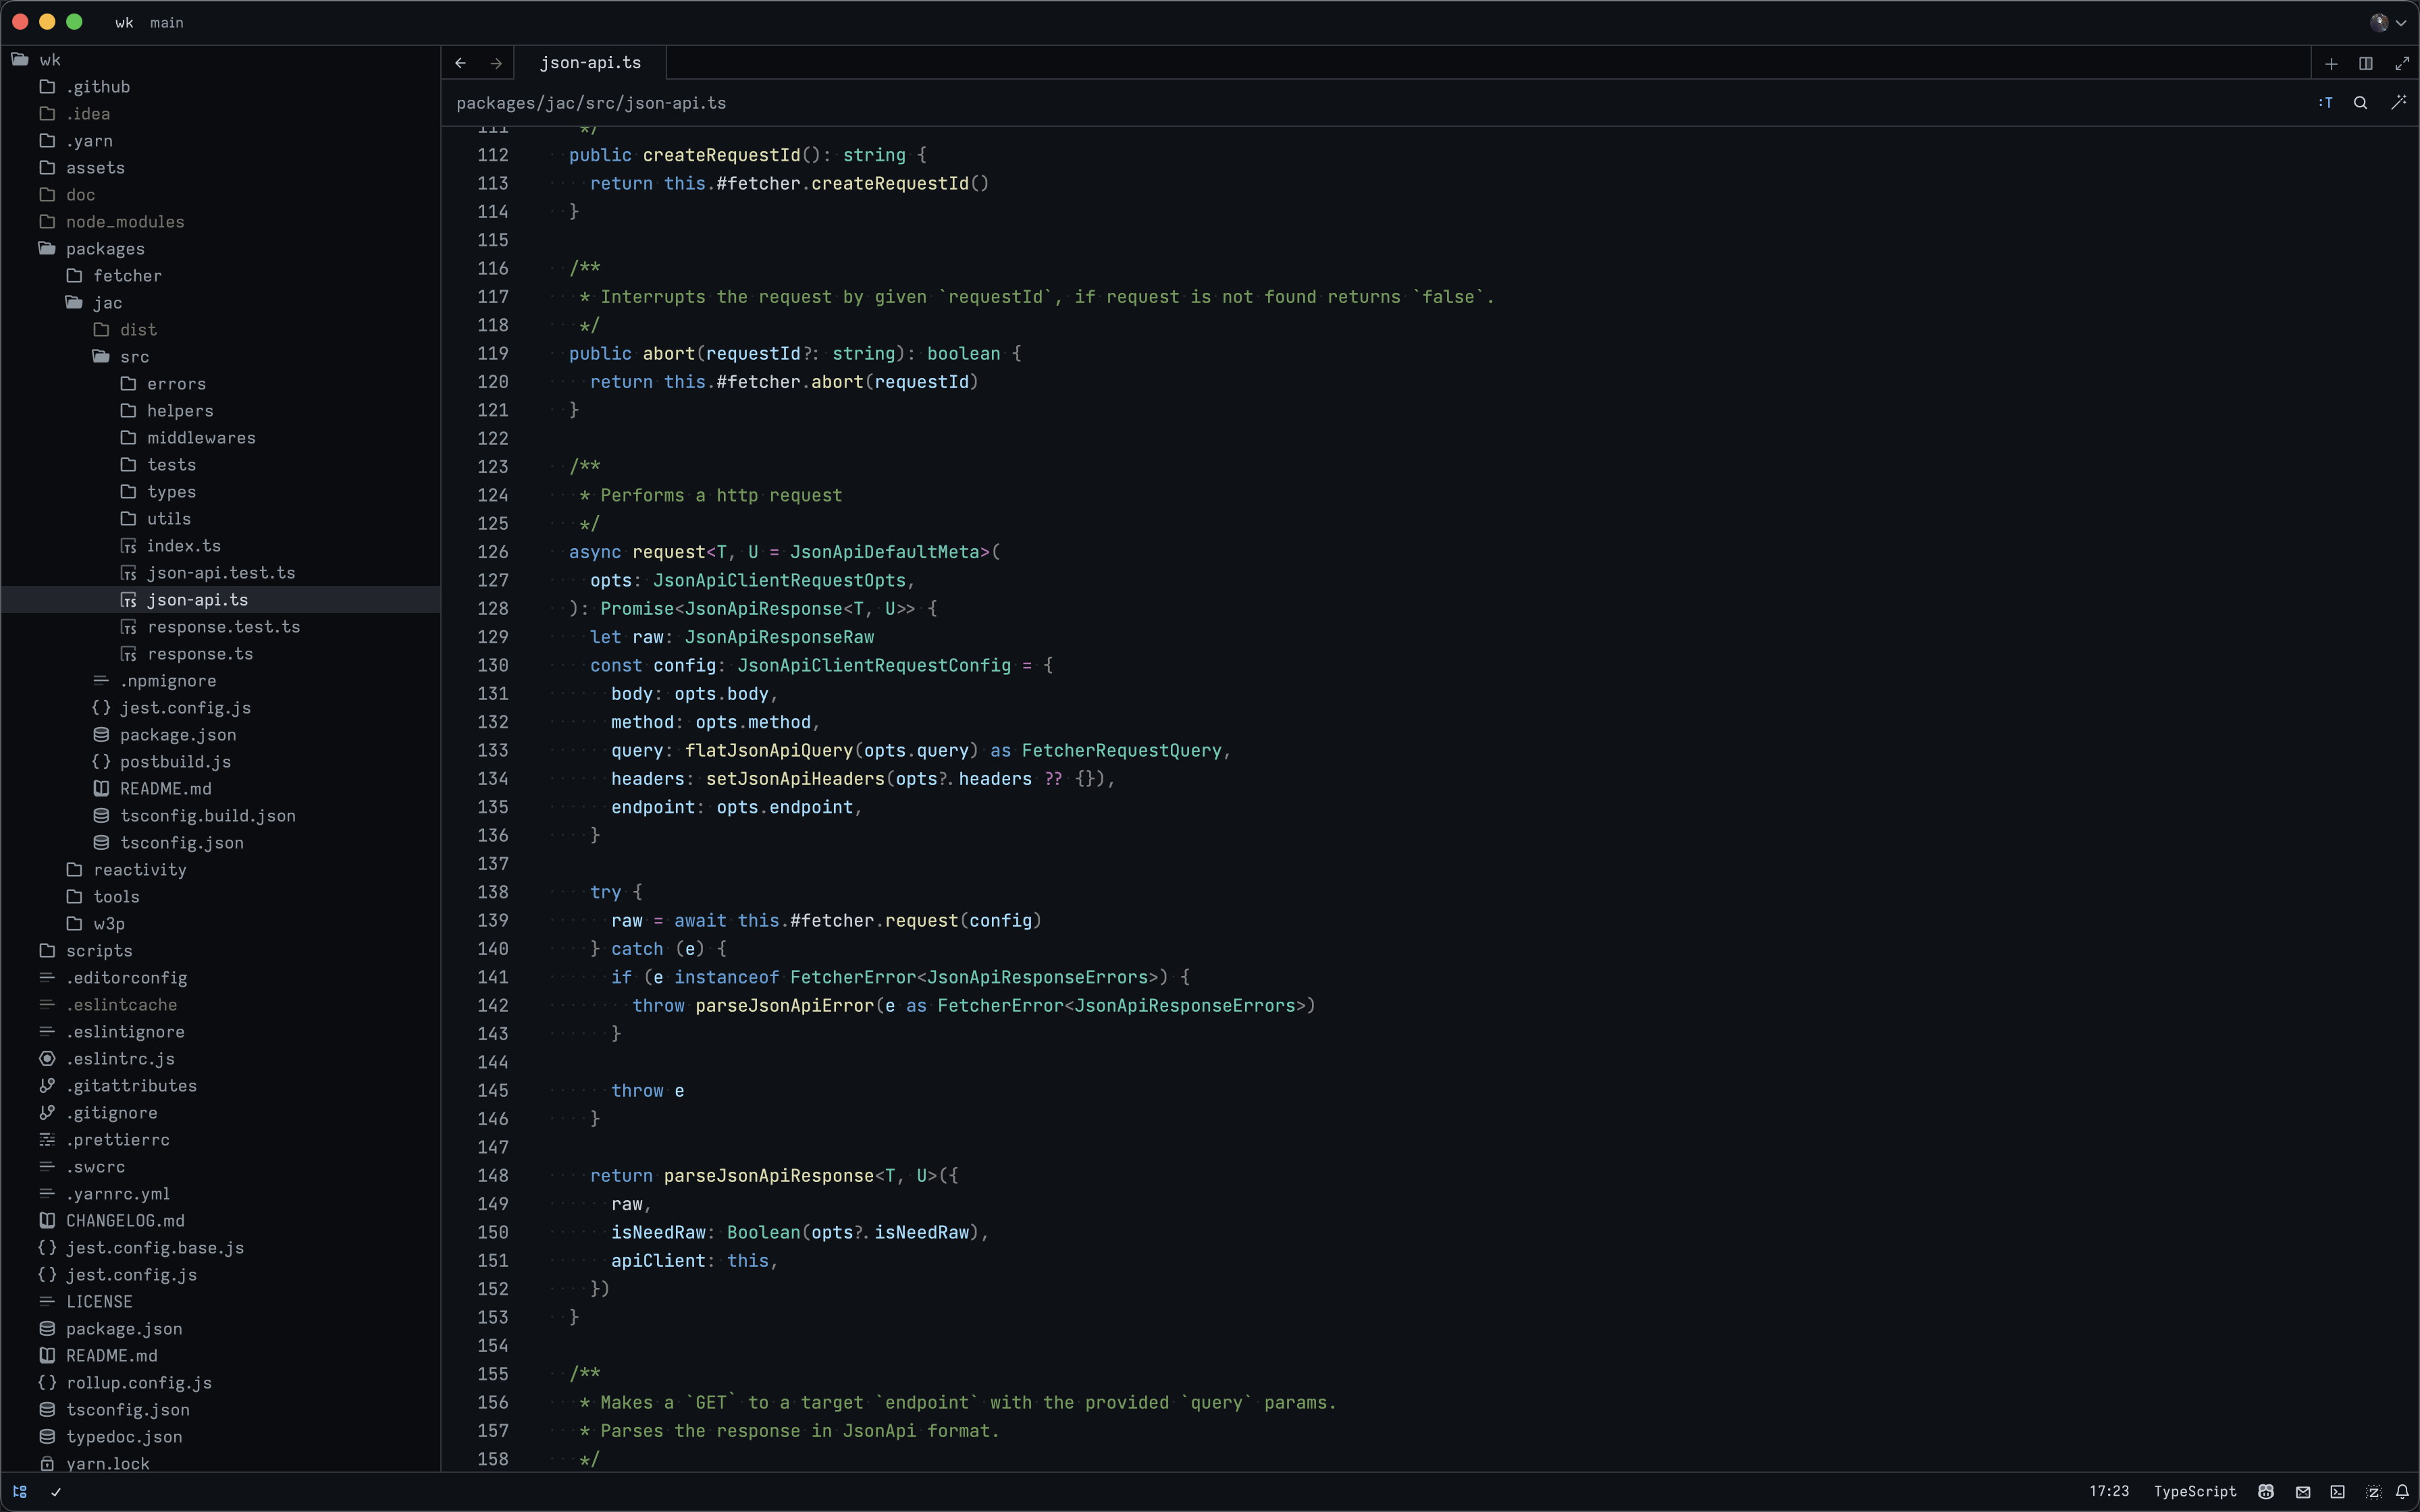 wk main
wk
.github
.idea
.yarn
assets
doc
node_modules
packages
fetcher
jac
dist
src
errors
helpers
middlewares
tests
types
utils
index.ts
json-api.test.ts
json-api.ts
response.test.ts
response.ts
.npmignore
jest.config.js
package.json
postbuild.js
README.md
tsconfig.build.json
tsconfig.json
reactivity
tools
w3p
scripts
.editorconfig
.eslintcache
.eslintignore
.eslintrc.js
.gitattributes
.gitignore
.prettierrc
.swcrc
.yarnrc.yml
CHANGELOG.md
jest.config.base.js
jest.config.js
LICENSE
package.json
README.md
rollup.config.js
tsconfig.json
typedoc.json
yarn.lock
json-api.ts
packages/jac/src/json-api.ts
:T
111 */
112 public createRequestId(): string {
113 return this.#fetcher.createRequestId()
114 }
115
116 /**
117 * Interrupts the request by given `requestId`, if request is not found returns `false`.
118 */
119 public abort(requestId?: string): boolean {
120 return this.#fetcher.abort(requestId)
121 }
122
123 /**
124 * Performs a http request
125 */
126 async request<T, U = JsonApiDefaultMeta>(
127 opts: JsonApiClientRequestOpts,
128 ): Promise<JsonApiResponse<T, U>> {
129 let raw: JsonApiResponseRaw
130 const config: JsonApiClientRequestConfig = {
131 body: opts.body,
132 method: opts.method,
133 query: flatJsonApiQuery(opts.query) as FetcherRequestQuery,
134 headers: setJsonApiHeaders(opts?.headers ?? {}),
135 endpoint: opts.endpoint,
136 }
137
138 try {
139 raw = await this.#fetcher.request(config)
140 } catch (e) {
141 if (e instanceof FetcherError<JsonApiResponseErrors>) {
142 throw parseJsonApiError(e as FetcherError<JsonApiResponseErrors>)
143 }
144
145 throw e
146 }
147
148 return parseJsonApiResponse<T, U>({
149 raw,
150 isNeedRaw: Boolean(opts?.isNeedRaw),
151 apiClient: this,
152 })
153 }
154
155 /**
156 * Makes a `GET` to a target `endpoint` with the provided `query` params.
157 * Parses the response in JsonApi format.
158 */
17:23 TypeScript